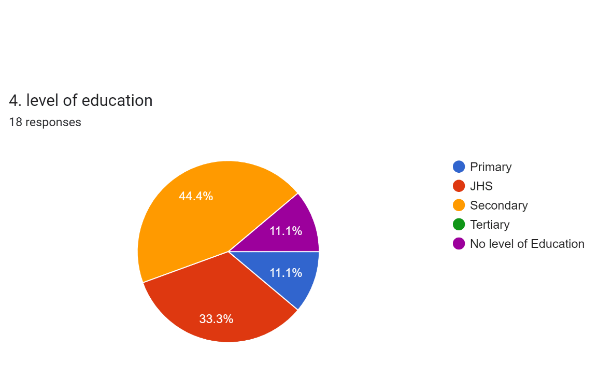 4. level of education
18 responses
Primary
JHS
Secondary
Tertiary
No level of Education
44.4%
11.1%
11.1%
33.3%